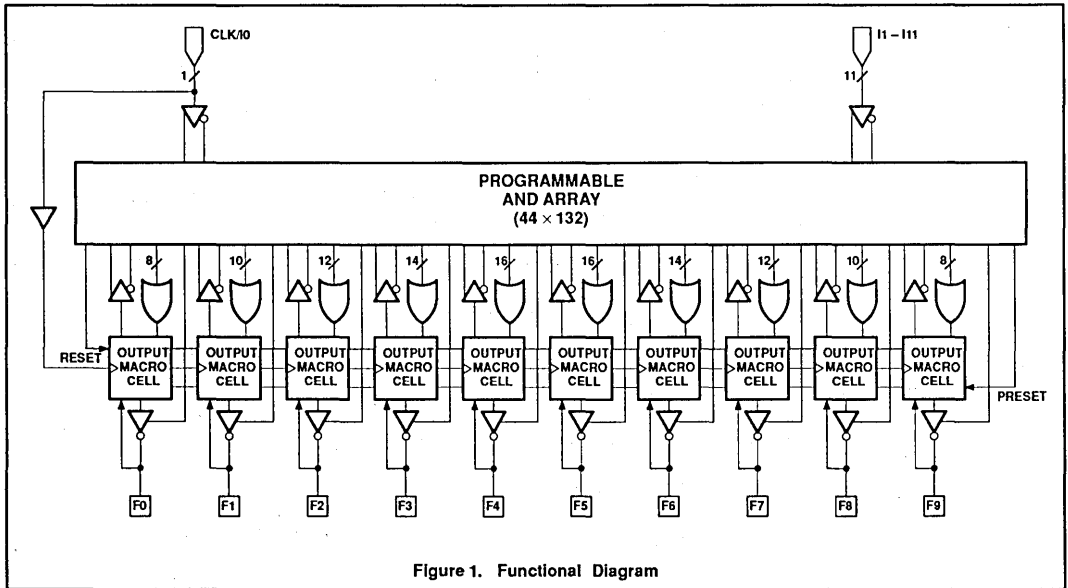 CLK/I0
I1 – I11
1
11
PROGRAMMABLE
AND ARRAY
(44 × 132)
8
10
12
14
16
16
14
12
10
8
RESET
OUTPUT
MACRO
CELL
OUTPUT
MACRO
CELL
OUTPUT
MACRO
CELL
OUTPUT
MACRO
CELL
OUTPUT
MACRO
CELL
OUTPUT
MACRO
CELL
OUTPUT
MACRO
CELL
OUTPUT
MACRO
CELL
OUTPUT
MACRO
CELL
OUTPUT
MACRO
CELL
PRESET
F0
F1
F2
F3
F4
F5
F6
F7
F8
F9
Figure 1. Functional Diagram